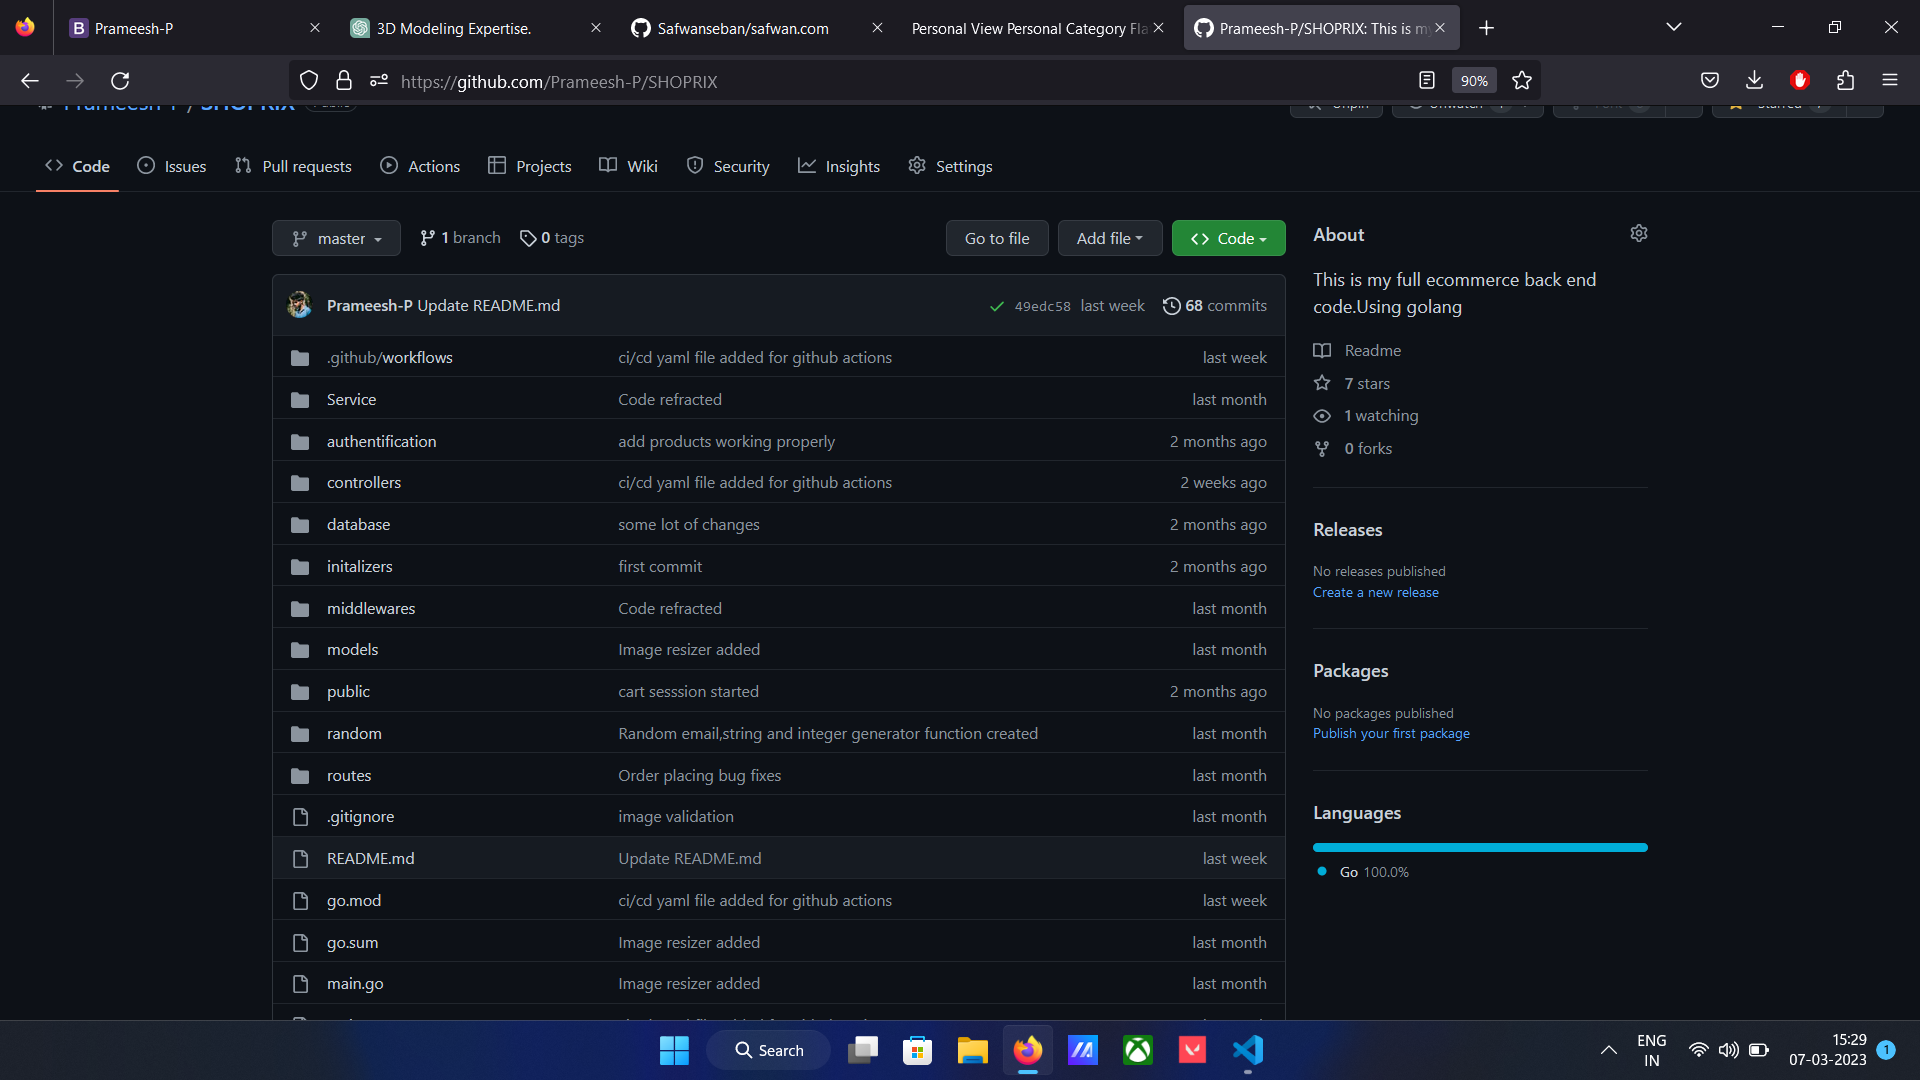 Prameesh-P
3D Modeling Expertise.
Safwanseban/safwan.com
Personal View Personal Category Fla
Prameesh-P/SHOPRIX: This is my
https://github.com/Prameesh-P/SHOPRIX
90%
Prameesh-P / SHOPRIX Public
Unpin
Unwatch
Fork
Starred
Code
Issues
Pull requests
Actions
Projects
Wiki
Security
Insights
Settings
master
1 branch
0 tags
Go to file
Add file
Code
Prameesh-P Update README.md
49edc58 last week
68 commits
.github/workflows ci/cd yaml file added for github actions last week
Service Code refracted last month
authentification add products working properly 2 months ago
controllers ci/cd yaml file added for github actions 2 weeks ago
database some lot of changes 2 months ago
initalizers first commit 2 months ago
middlewares Code refracted last month
models Image resizer added last month
public cart sesssion started 2 months ago
random Random email,string and integer generator function created last month
routes Order placing bug fixes last month
.gitignore image validation last month
README.md Update README.md last week
go.mod ci/cd yaml file added for github actions last week
go.sum Image resizer added last month
main.go Image resizer added last month
About
This is my full ecommerce back end
code.Using golang
Readme
7 stars
1 watching
0 forks
Releases
No releases published
Create a new release
Packages
No packages published
Publish your first package
Languages
Go 100.0%
Search
ENG
IN
15:29
07-03-2023
1